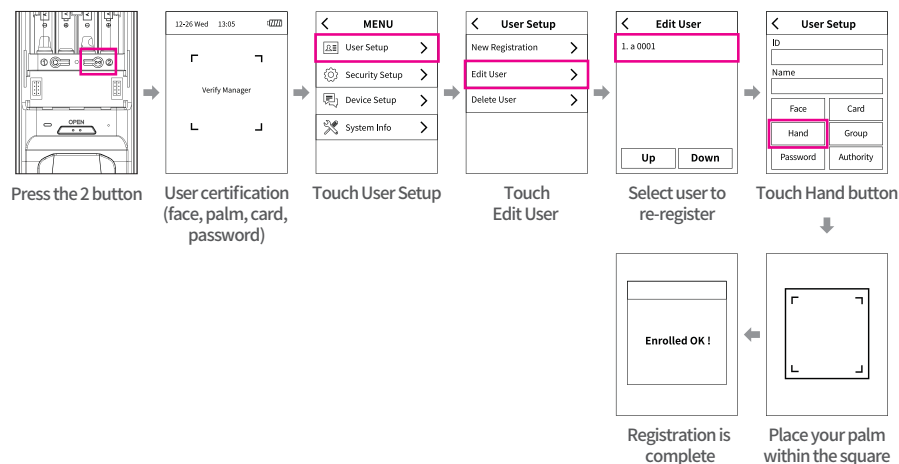 ① ②
OPEN
Press the 2 button
12-26 Wed 13:05
Verify Manager
User certification
(face, palm, card,
password)
MENU
User Setup
Security Setup
Device Setup
System Info
Touch User Setup
User Setup
New Registration
Edit User
Delete User
Touch
Edit User
Edit User
1. a 0001
Up Down
Select user to
re-register
User Setup
ID
Name
Face Card
Hand Group
Password Authority
Touch Hand button
Place your palm
within the square
Enrolled OK !
Registration is
complete